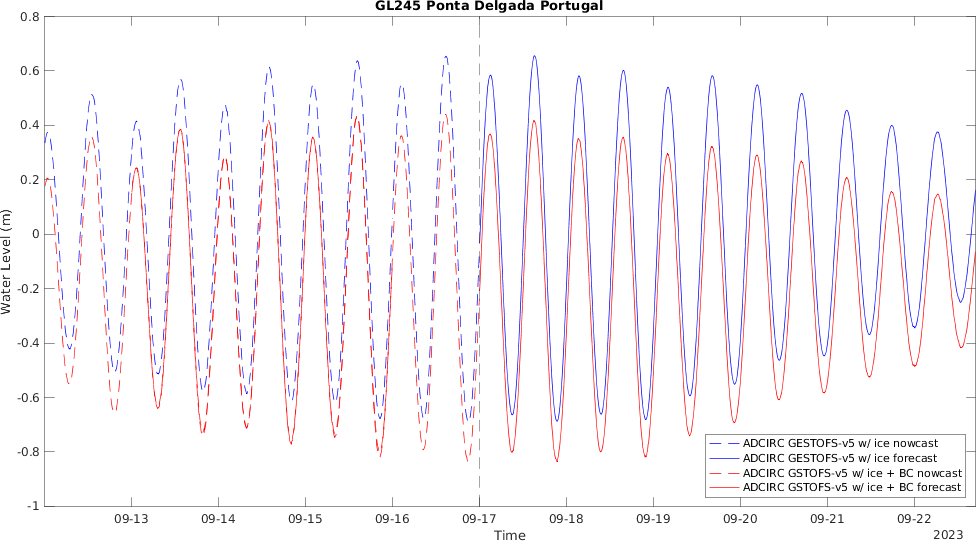 GL245 Ponta Delgada Portugal
0.8
0.6
0.4
0.2
0
-0.2
-0.4
-0.6
-0.8
-1
Water Level (m)
09-13 09-14 09-15 09-16 09-17 09-18 09-19 09-20 09-21 09-22
Time
2023
ADCIRC GESTOFS-v5 w/ ice nowcast
ADCIRC GESTOFS-v5 w/ ice forecast
ADCIRC GSTOFS-v5 w/ ice + BC nowcast
ADCIRC GSTOFS-v5 w/ ice + BC forecast